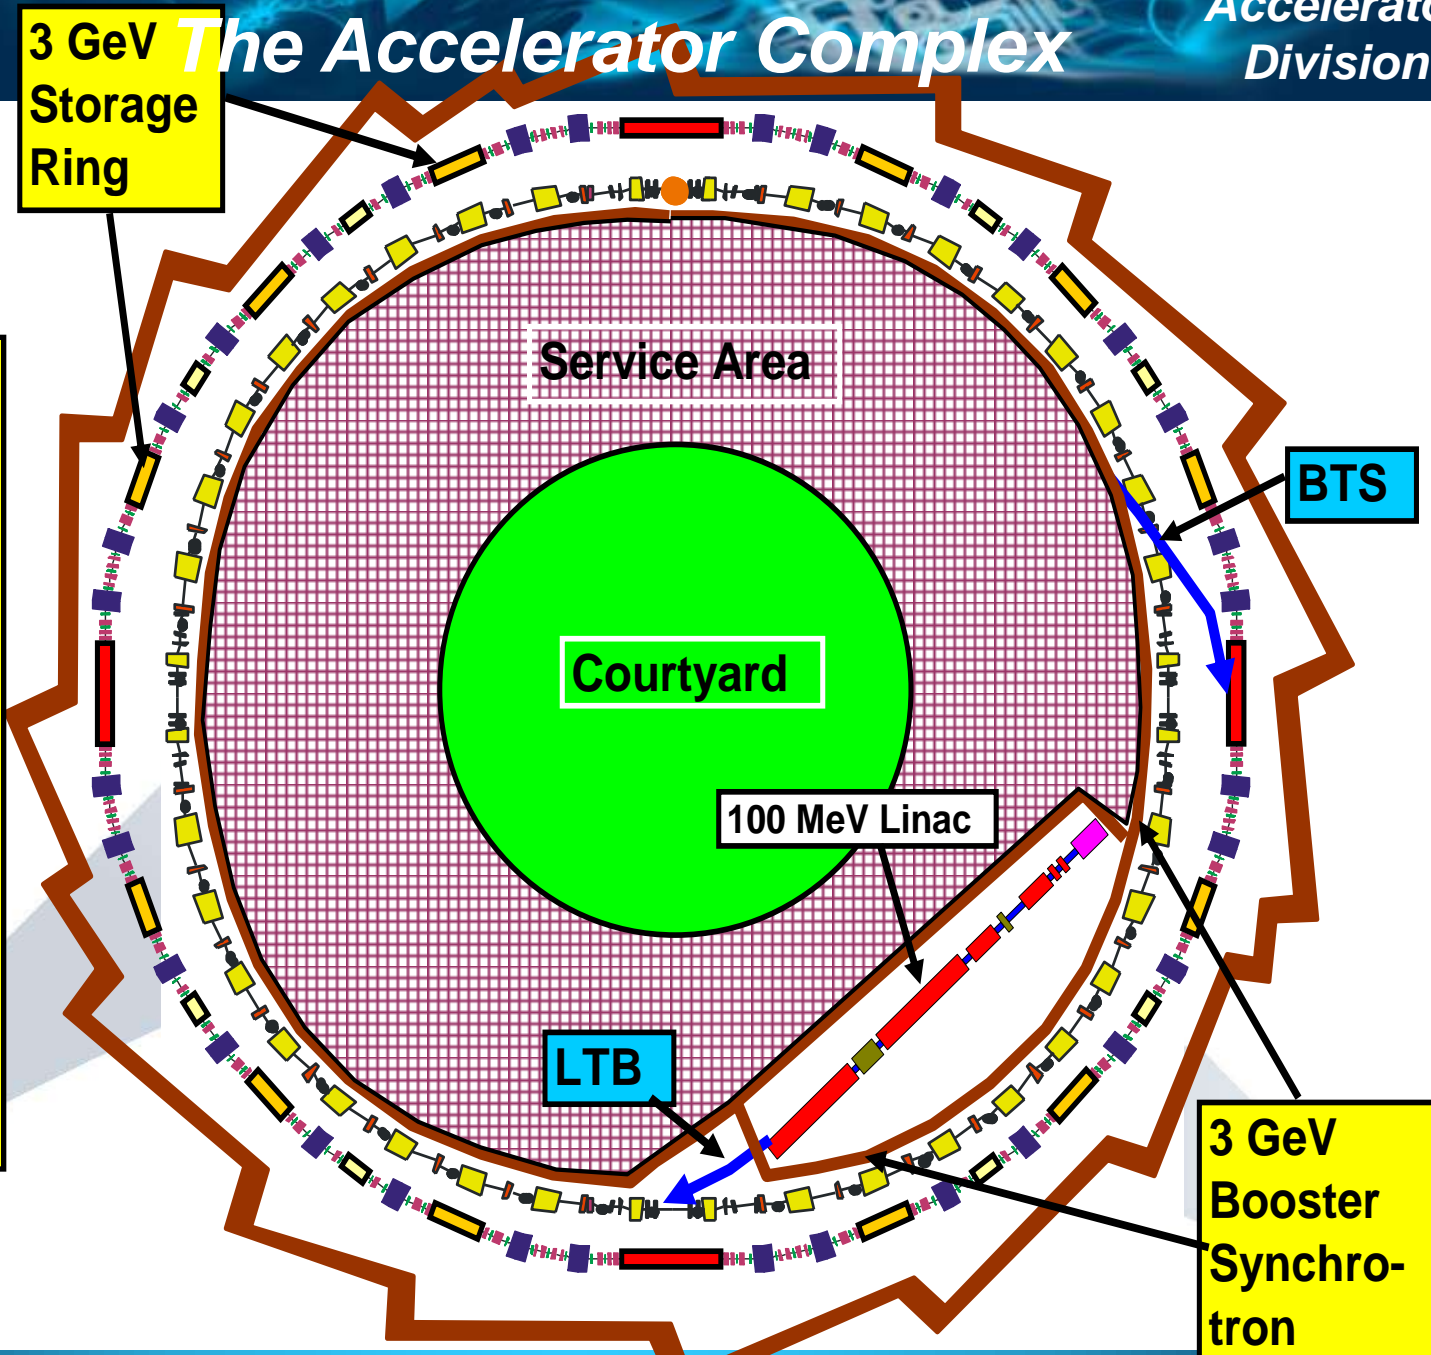 The Accelerator Complex
Division
3 GeV
Storage
Ring
Service Area
BTS
Courtyard
100 MeV Linac
LTB
3 GeV
Booster
Synchro-
tron